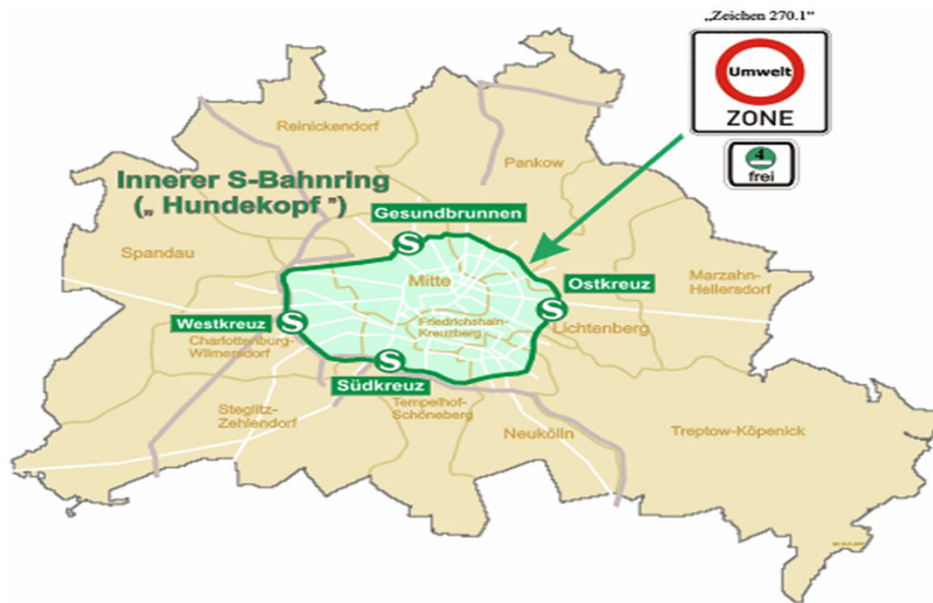 „Zeichen 270.1“
Umwelt
ZONE
4
frei
Reinickendorf
Pankow
Innerer S-Bahnring
(„ Hundekopf ”)
Gesundbrunnen
S
Spandau
Mitte
Ostkreuz
Marzahn-
Hellersdorf
S
Westkreuz
S
Friedrichshain-
Kreuzberg
Lichtenberg
Charlottenburg-
Wilmersdorf
S
Südkreuz
Steglitz-
Zehlendorf
Tempelhof-
Schöneberg
Neukölln
Treptow-Köpenick